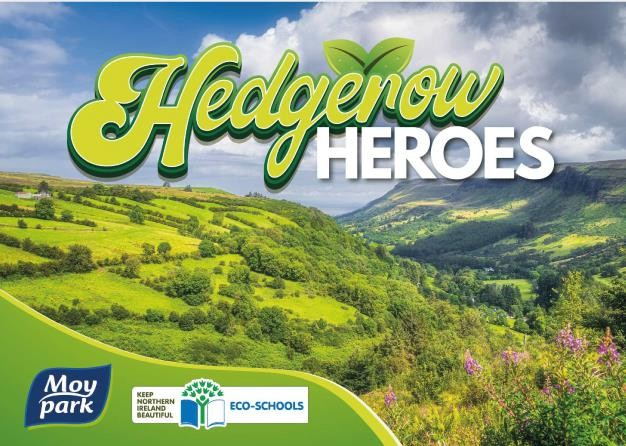 Hedgerow
HEROES
Moy
park
KEEP
NORTHERN
IRELAND
BEAUTIFUL
ECO-SCHOOLS